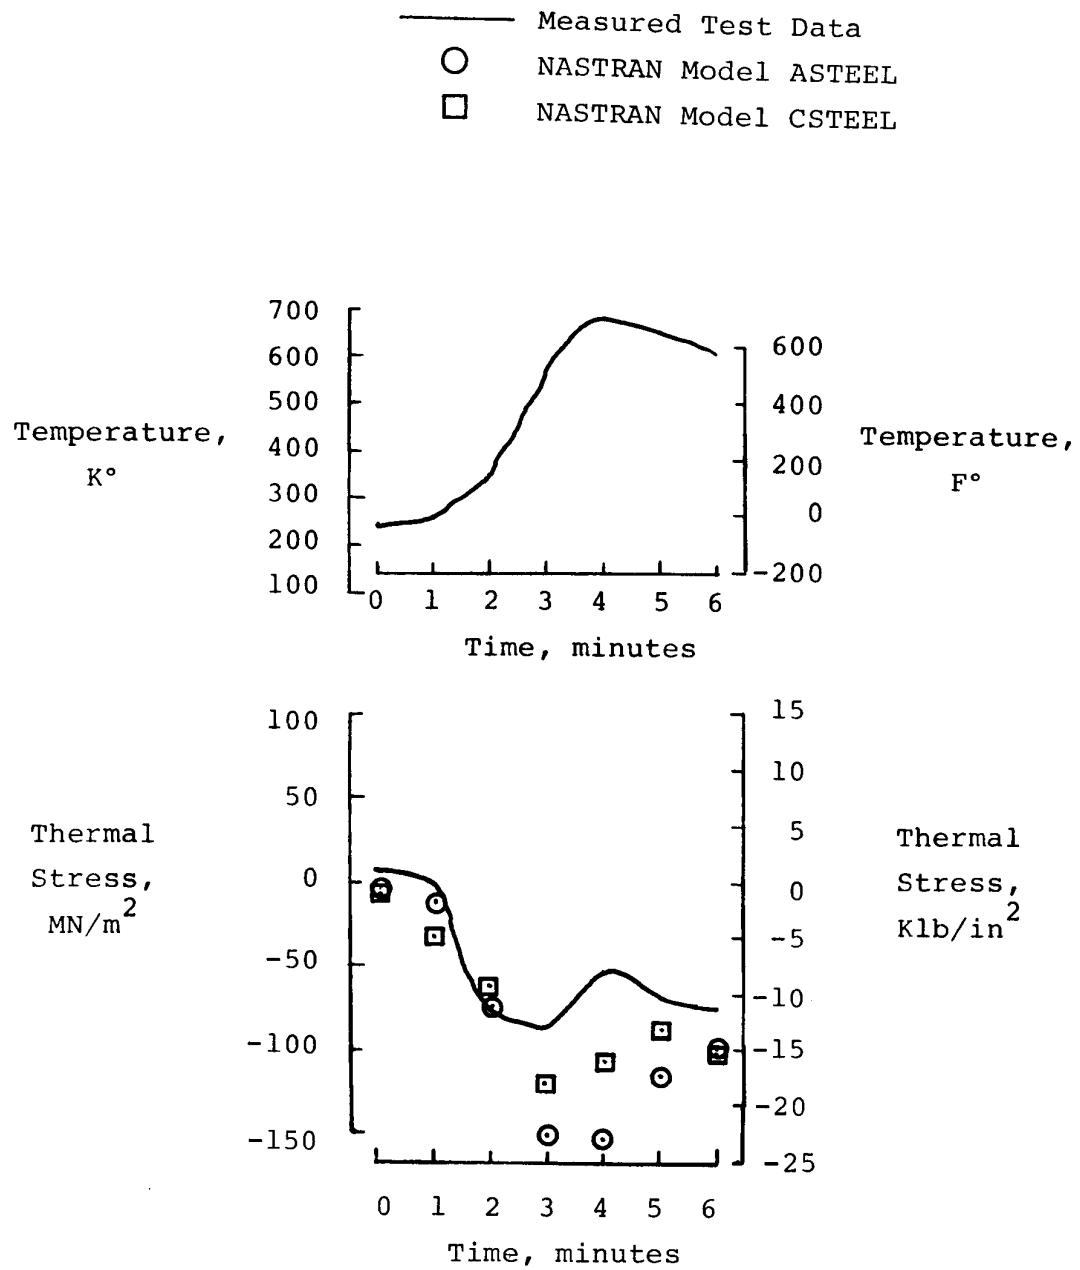 Measured Test Data
NASTRAN Model ASTEEL
NASTRAN Model CSTEEL
700
600
500
400
300
200
100
Temperature,
K°
600
400
200
0
-200
Temperature,
F°
0 1 2 3 4 5 6
Time, minutes
100
50
0
-50
-100
-150
Thermal
Stress,
MN/m2
15
10
5
0
-5
-10
-15
-20
-25
Thermal
Stress,
Klb/in2
0 1 2 3 4 5 6
Time, minutes